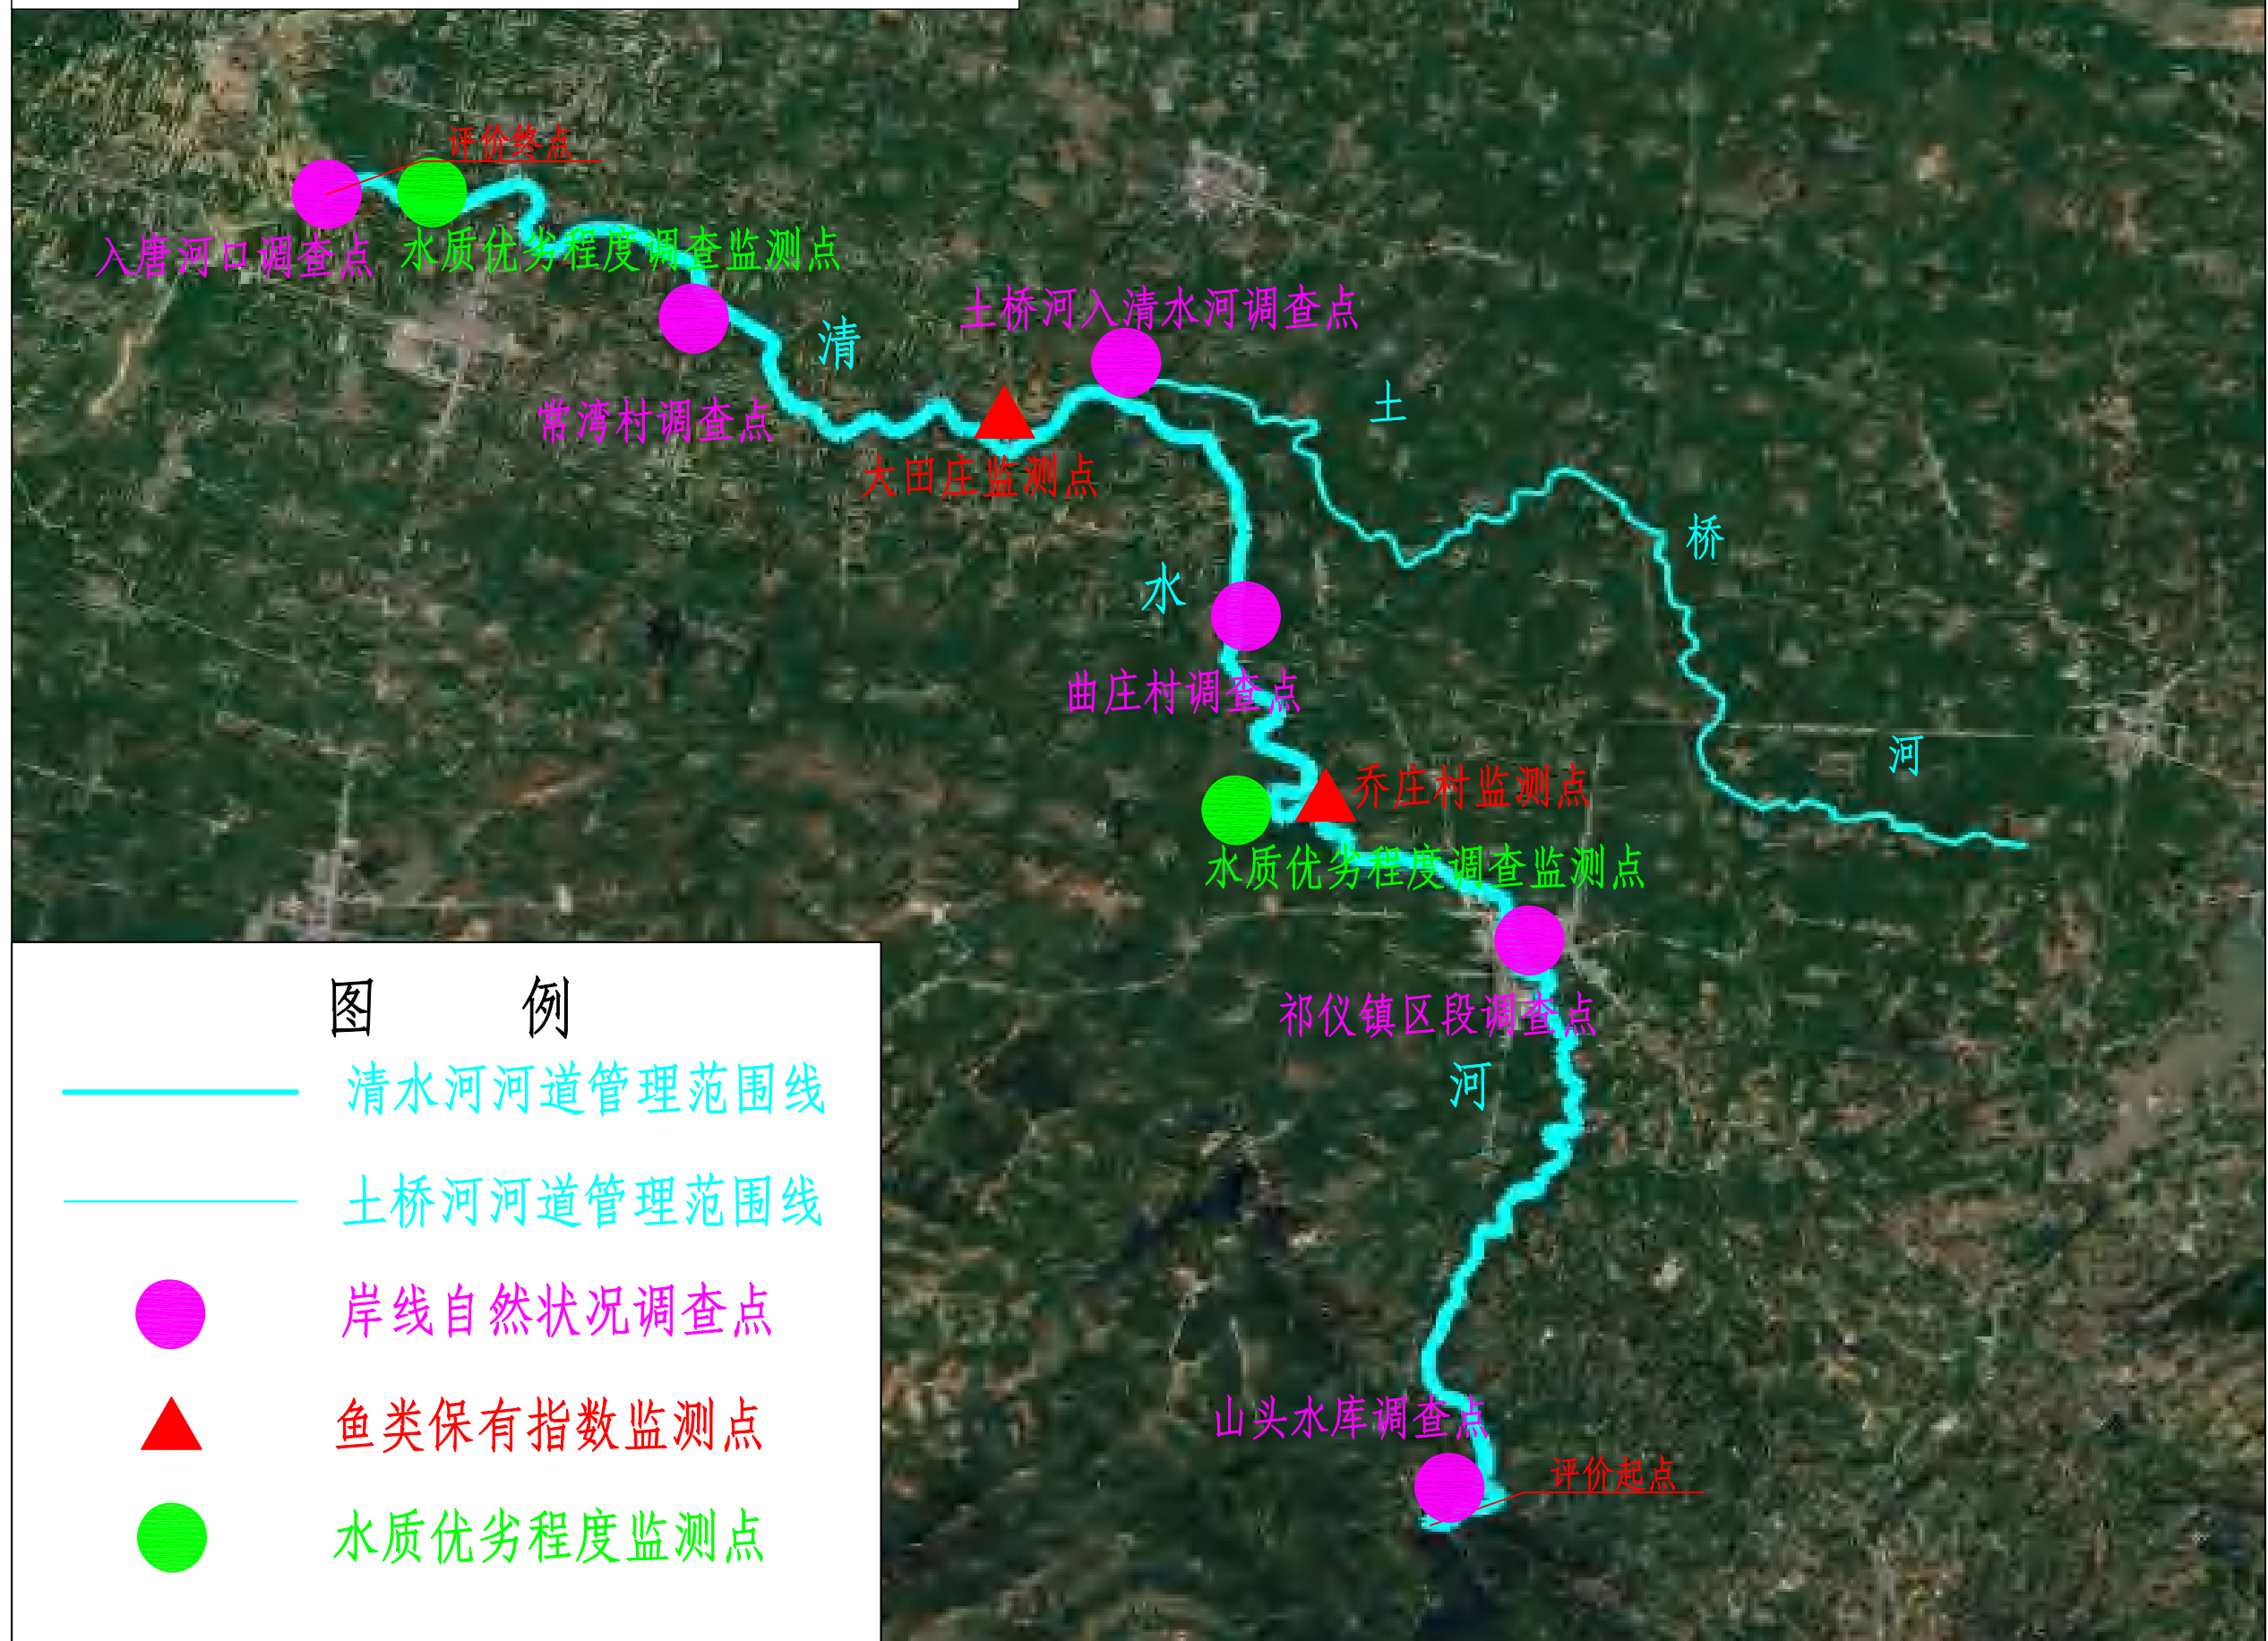 评价终点
入唐河口调查点
水质优劣程度调查监测点
土桥河入清水河调查点
清
土
常湾村调查点
大田庄监测点
桥
水
曲庄村调查点
河
乔庄村监测点
水质优劣程度调查监测点
祁仪镇区段调查点
河
山头水库调查点
评价起点
图 例
清水河河道管理范围线
土桥河河道管理范围线
岸线自然状况调查点
鱼类保有指数监测点
水质优劣程度监测点